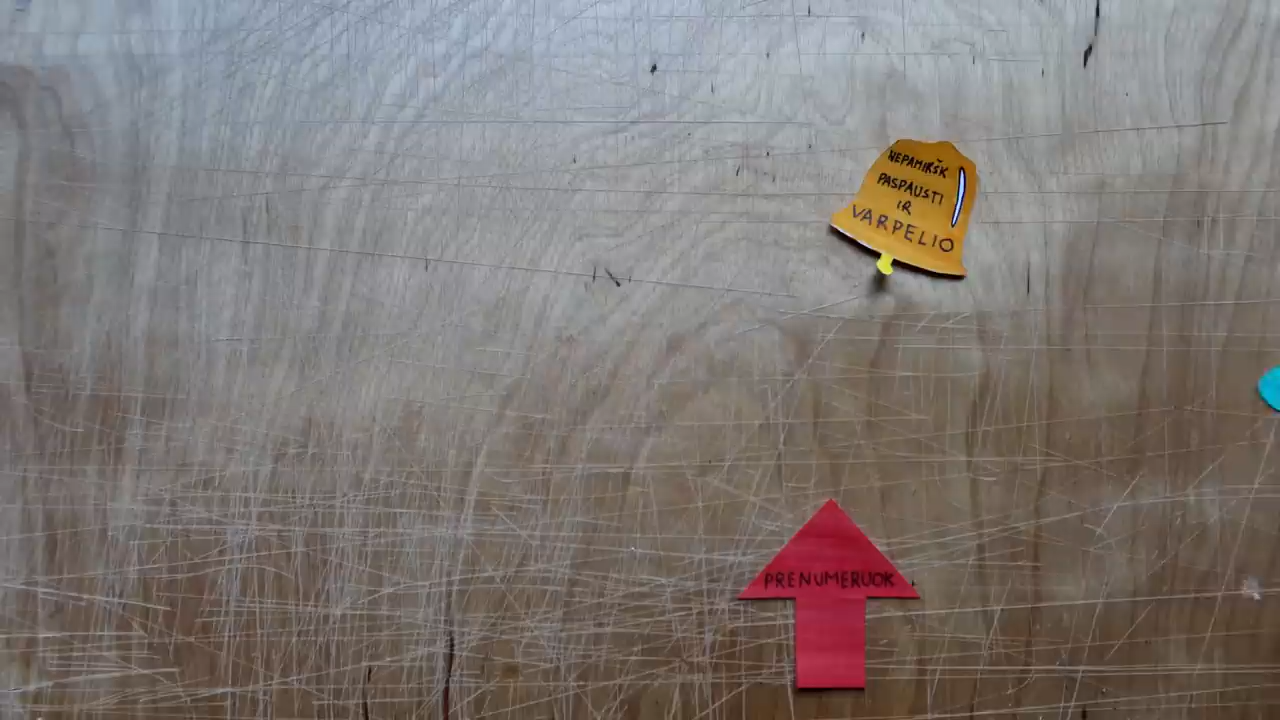 NEPAMIRŠK
PASPAUSTI
IR
VARPELIO
PRENUMERUOK